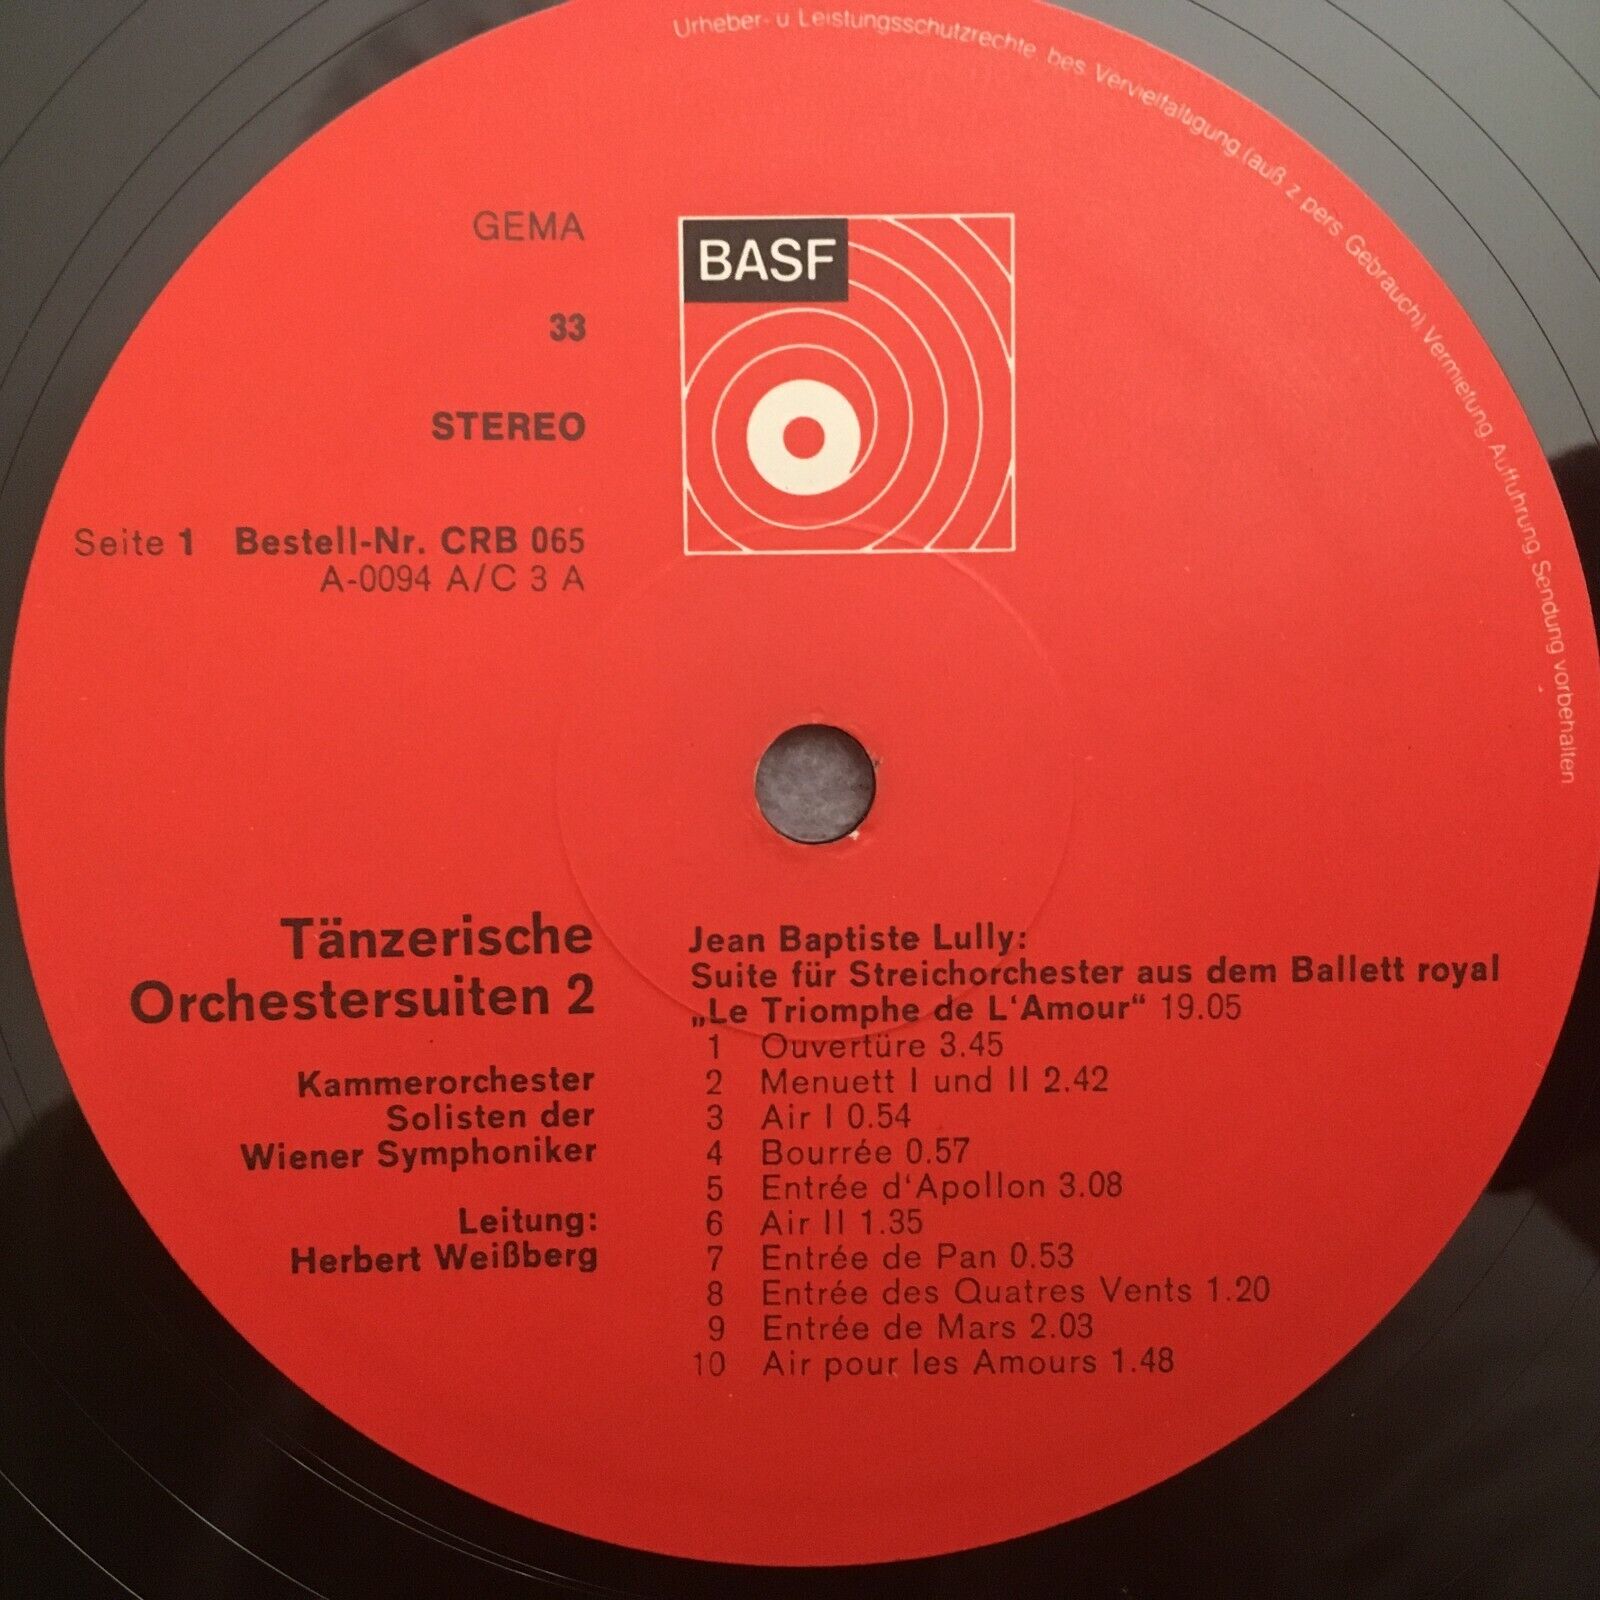 Urheber- u Leistungsschutzrechte bes Vervielfältigung (auß z pers Gebrauch), Vermietung, Aufführung, Sendung vorbehalten
GEMA
BASF
33
STEREO
Seite 1 Bestell-Nr. CRB 065
A-0094 A/C 3 A
Tänzerische
Orchestersuiten 2
Kammerorchester
Solisten der
Wiener Symphoniker
Leitung:
Herbert Weißberg
Jean Baptiste Lully:
Suite für Streichorchester aus dem Ballett royal
„Le Triomphe de L‘Amour“ 19.05
1 Ouvertüre 3.45
2 Menuett I und II 2.42
3 Air I 0.54
4 Bourrée 0.57
5 Entrée d‘Apollon 3.08
6 Air II 1.35
7 Entrée de Pan 0.53
8 Entrée des Quatres Vents 1.20
9 Entrée de Mars 2.03
10 Air pour les Amours 1.48